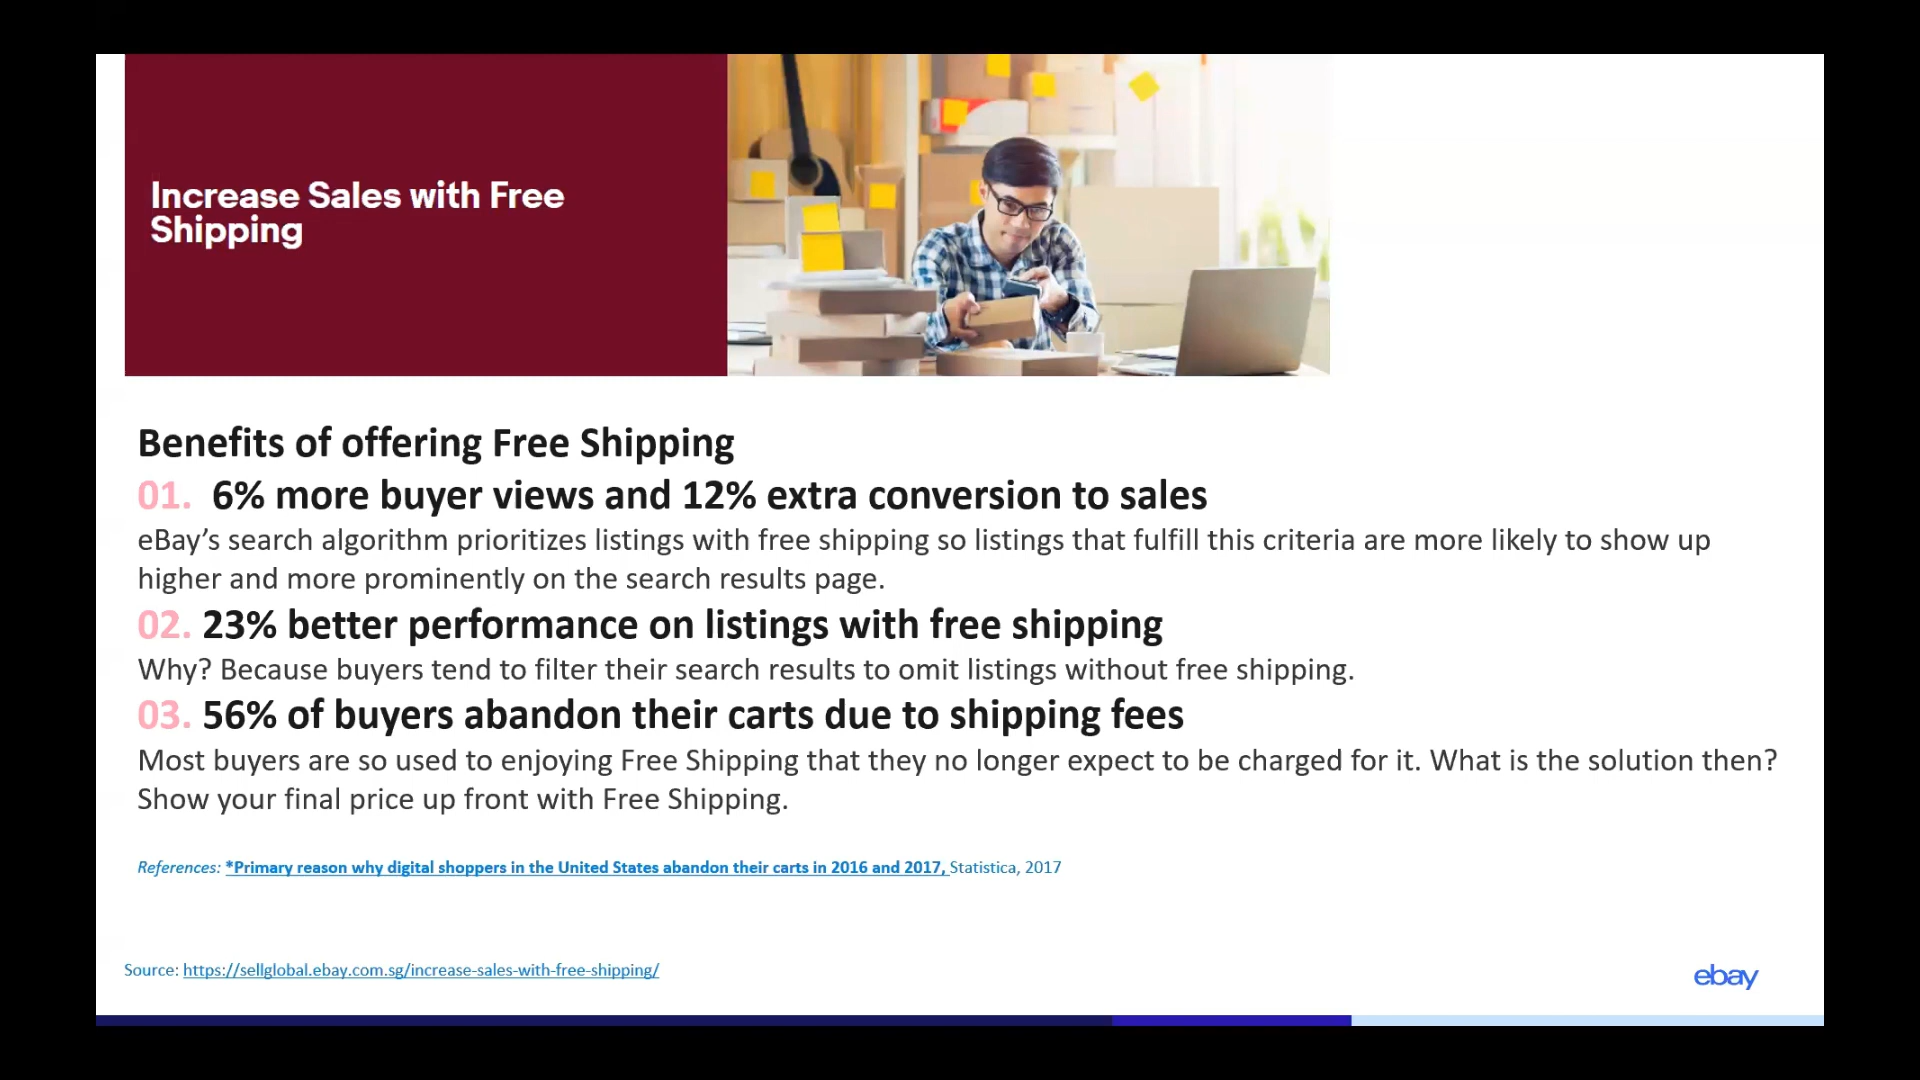 Increase Sales with Free
Shipping
Benefits of offering Free Shipping
01. 6% more buyer views and 12% extra conversion to sales
eBay’s search algorithm prioritizes listings with free shipping so listings that fulfill this criteria are more likely to show up
higher and more prominently on the search results page.
02. 23% better performance on listings with free shipping
Why? Because buyers tend to filter their search results to omit listings without free shipping.
03. 56% of buyers abandon their carts due to shipping fees
Most buyers are so used to enjoying Free Shipping that they no longer expect to be charged for it. What is the solution then?
Show your final price up front with Free Shipping.
References: *Primary reason why digital shoppers in the United States abandon their carts in 2016 and 2017, Statistica, 2017
Source: https://sellglobal.ebay.com.sg/increase-sales-with-free-shipping/
ebay